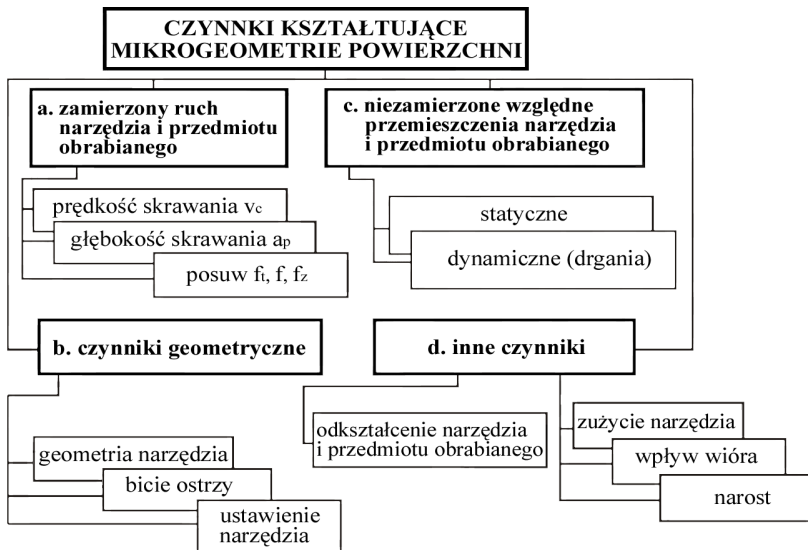 CZYNNKI KSZTAŁTUJĄCE
MIKROGEOMETRIE POWIERZCHNI
a. zamierzony ruch
narzędzia i przedmiotu
obrabianego
prędkość skrawania vc
głębokość skrawania ap
posuw ft, f, fz
c. niezamierzone względne
przemieszczenia narzędzia
i przedmiotu obrabianego
statyczne
dynamiczne (drgania)
b. czynniki geometryczne
geometria narzędzia
bicie ostrzy
ustawienie
narzędzia
d. inne czynniki
odkształcenie narzędzia
i przedmiotu obrabianego
zużycie narzędzia
wpływ wióra
narost